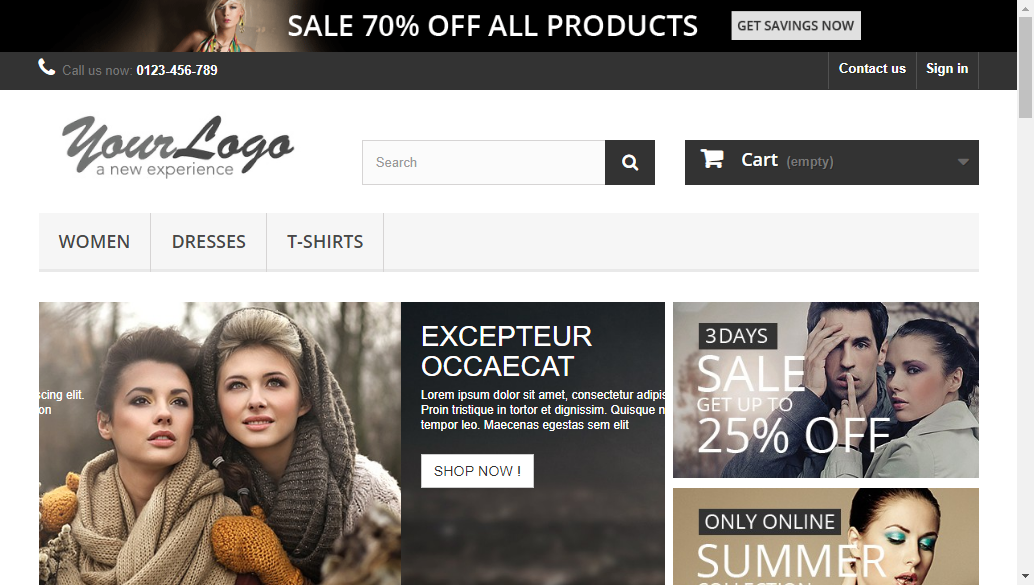 SALE 70% OFF ALL PRODUCTS
GET SAVINGS NOW
Call us now: 0123-456-789
Contact us
Sign in
YourLogo
a new experience
Search
Cart (empty)
WOMEN
DRESSES
T-SHIRTS
scing elit.
on
EXCEPTEUR
OCCAECAT
Lorem ipsum dolor sit amet, consectetur adipis
Proin tristique in tortor et dignissim. Quisque n
tempor leo. Maecenas egestas sem elit
SHOP NOW !
3 DAYS
SALE
GET UP TO
25% OFF
ONLY ONLINE
SUMMER
COLLECTION